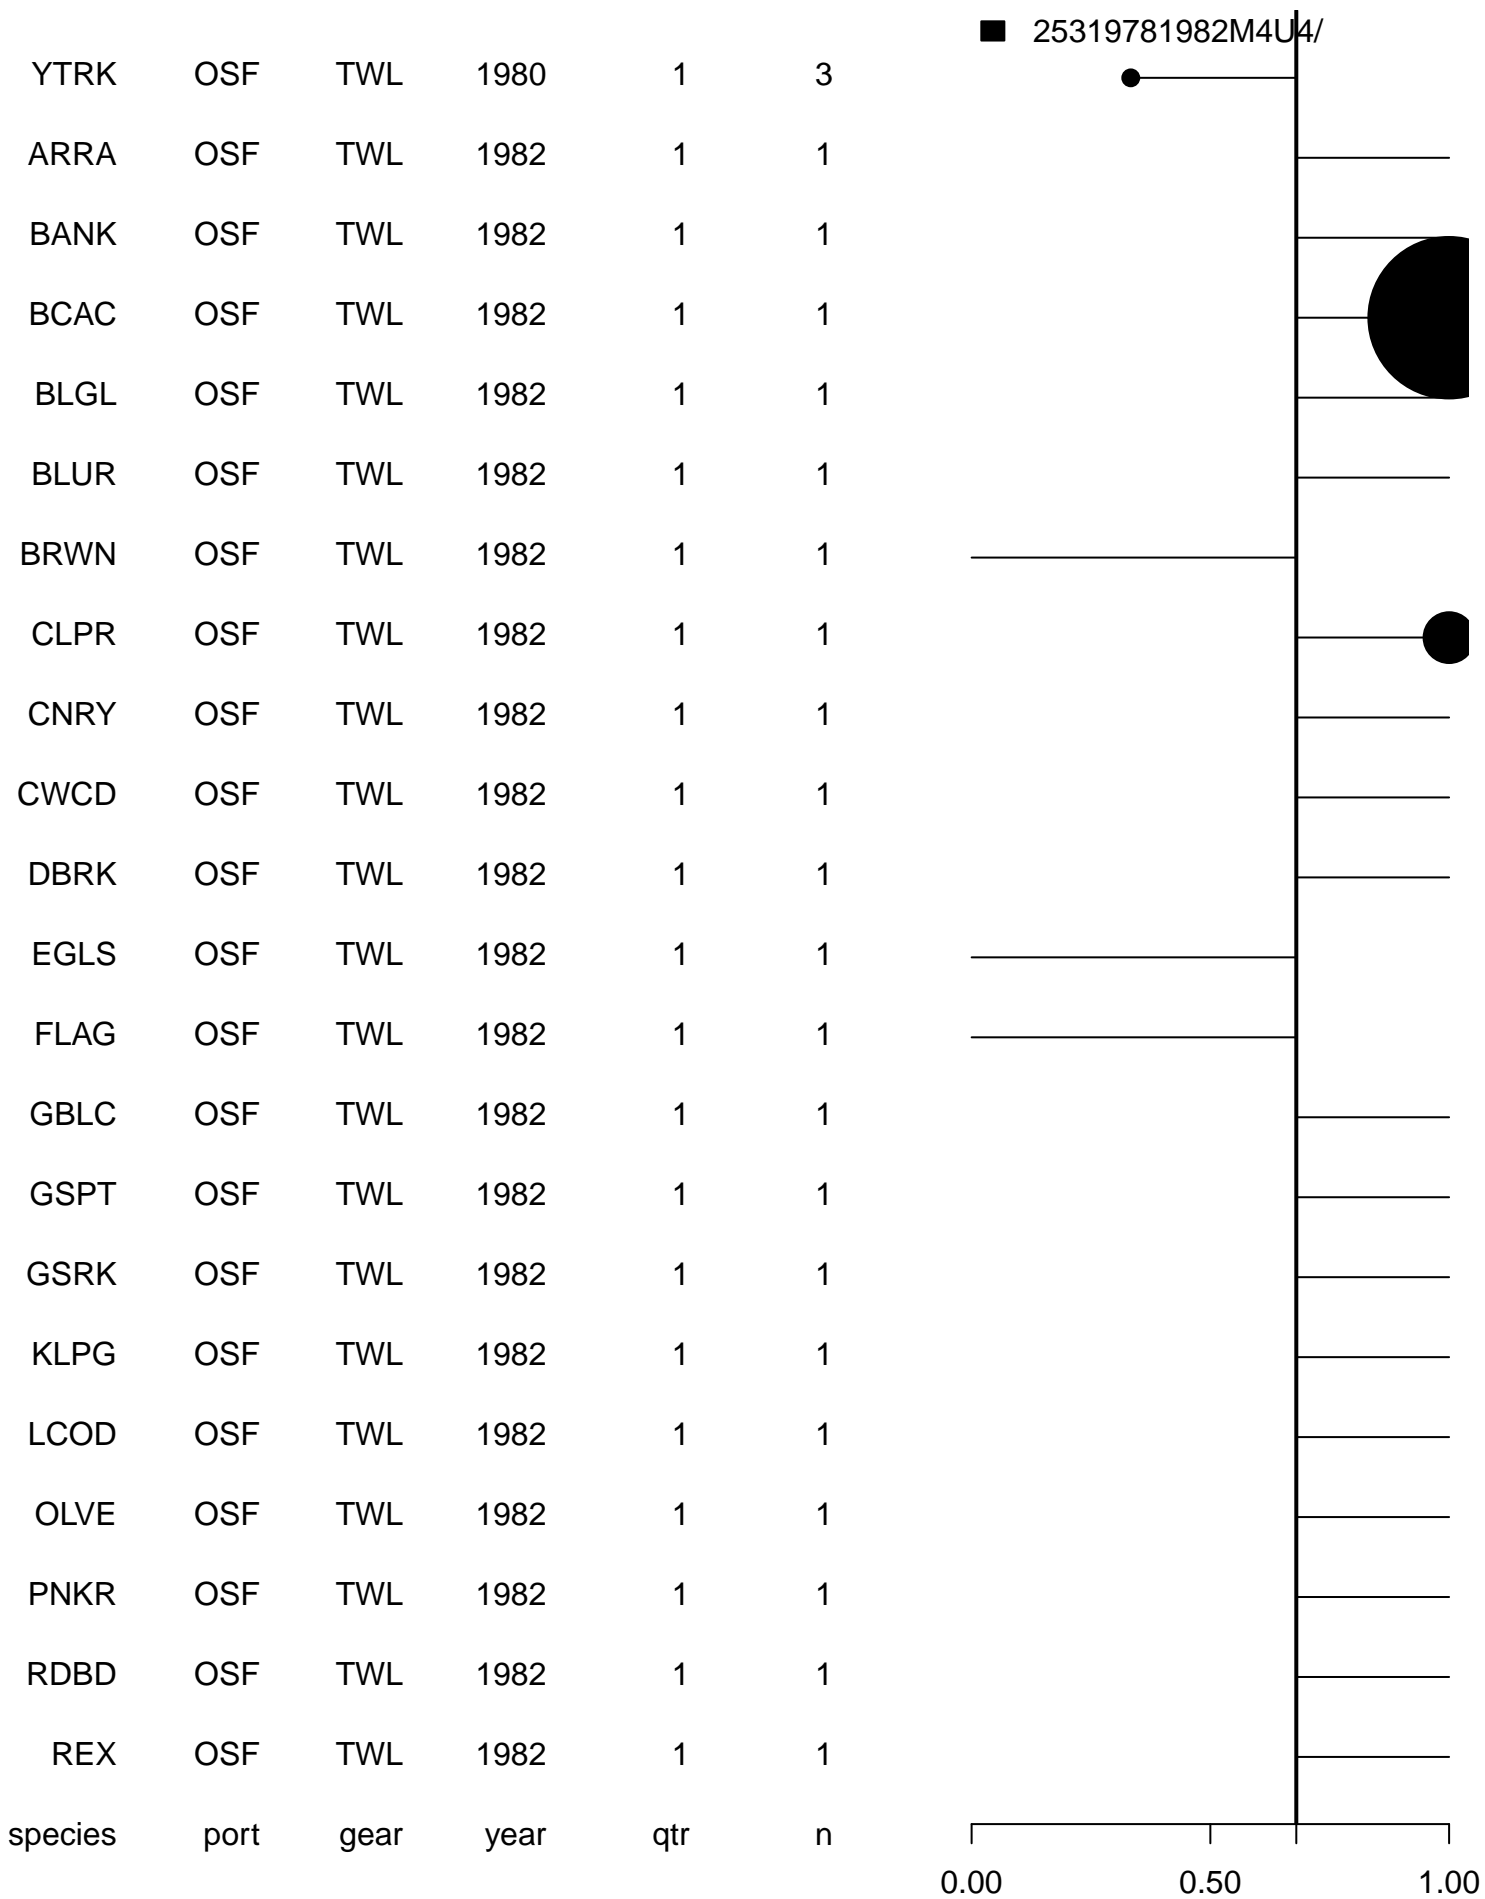 25319781982M4U4/
YTRK OSF TWL 1980 1 3
ARRA OSF TWL 1982 1 1
BANK OSF TWL 1982 1 1
BCAC OSF TWL 1982 1 1
BLGL OSF TWL 1982 1 1
BLUR OSF TWL 1982 1 1
BRWN OSF TWL 1982 1 1
CLPR OSF TWL 1982 1 1
CNRY OSF TWL 1982 1 1
CWCD OSF TWL 1982 1 1
DBRK OSF TWL 1982 1 1
EGLS OSF TWL 1982 1 1
FLAG OSF TWL 1982 1 1
GBLC OSF TWL 1982 1 1
GSPT OSF TWL 1982 1 1
GSRK OSF TWL 1982 1 1
KLPG OSF TWL 1982 1 1
LCOD OSF TWL 1982 1 1
OLVE OSF TWL 1982 1 1
PNKR OSF TWL 1982 1 1
RDBD OSF TWL 1982 1 1
REX OSF TWL 1982 1 1
species port gear year qtr n
0.00 0.50 1.00